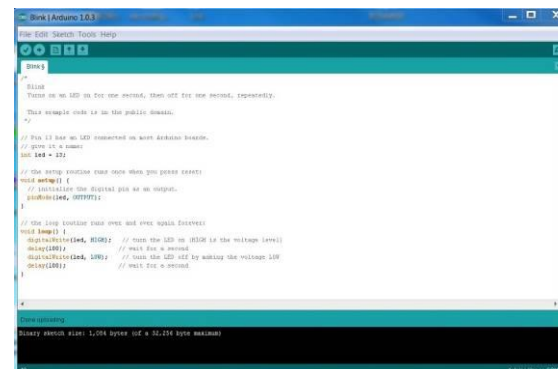 Blink | Arduino 1.0.3
File Edit Sketch Tools Help
Blink §
/*
Blink
Turns on an LED on for one second, then off for one second, repeatedly.
This example code is in the public domain.
*/
// Pin 13 has an LED connected on most Arduino boards.
// give it a name:
int led = 13;
// the setup routine runs once when you press reset:
void setup() {
// initialize the digital pin as an output.
pinMode(led, OUTPUT);
}
// the loop routine runs over and over again forever:
void loop() {
digitalWrite(led, HIGH); // turn the LED on (HIGH is the voltage level)
delay(100); // wait for a second
digitalWrite(led, LOW); // turn the LED off by making the voltage LOW
delay(100); // wait for a second
}
Done uploading.
Binary sketch size: 1,084 bytes (of a 32,256 byte maximum)